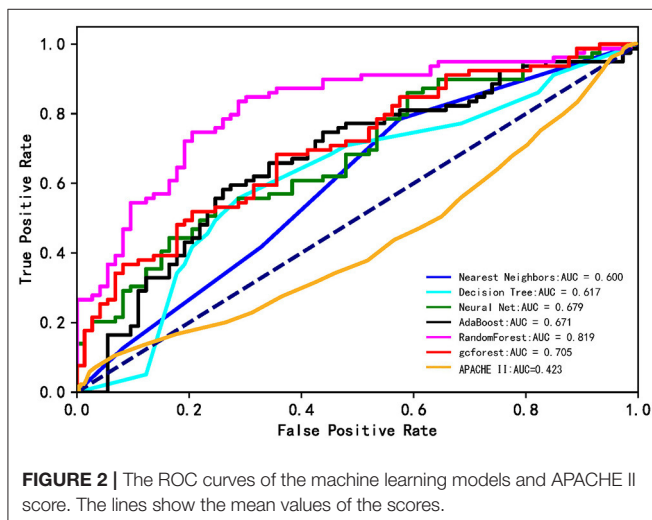 1.0
0.8
0.6
0.4
0.2
0.0
True Positive Rate
Nearest Neighbors:AUC = 0.600
Decision Tree:AUC = 0.617
Neural Net:AUC = 0.679
AdaBoost:AUC = 0.671
RandomForest:AUC = 0.819
gcforest:AUC = 0.705
APACHE II:AUC=0.423
0.0 0.2 0.4 0.6 0.8 1.0
False Positive Rate
FIGURE 2 | The ROC curves of the machine learning models and APACHE II
score. The lines show the mean values of the scores.